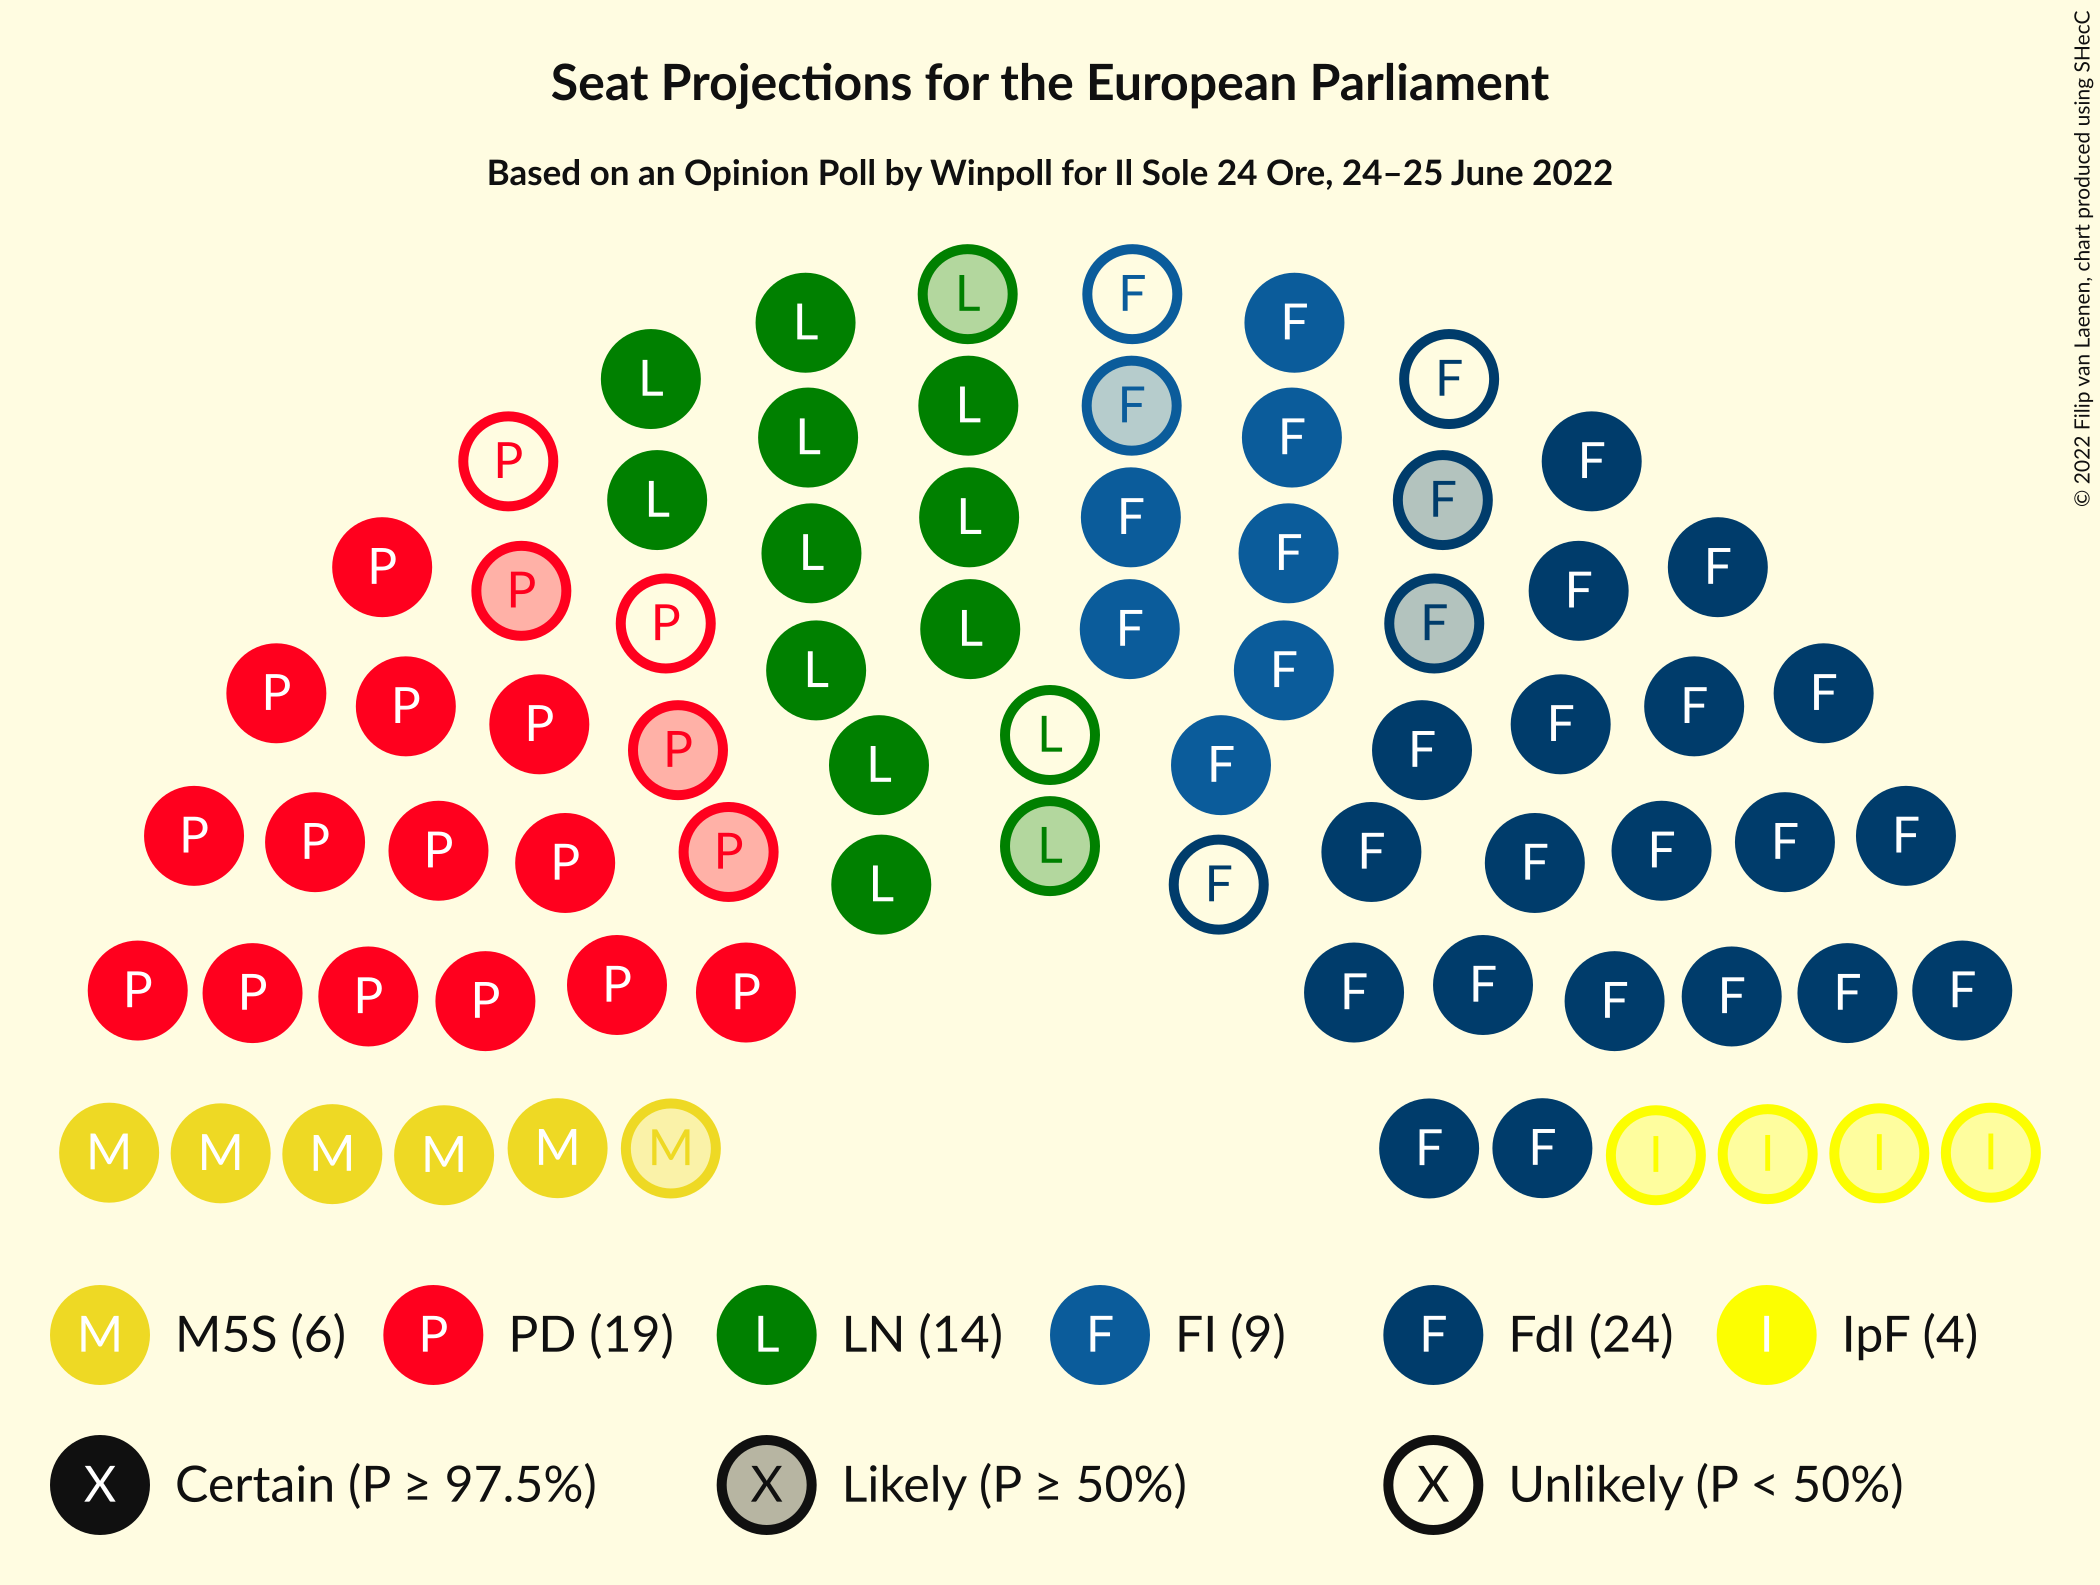 Seat Projections for the European Parliament
Based on an Opinion Poll by Winpoll for Il Sole 24 Ore, 24–25 June 2022
© 2022 Filip van Laenen, chart produced using SHecC
L F
L F
L F
L F
P F
L F
L F
L F
P F
L F
P F
P F
P F
L F
P F
P F
P F
L F
P F
L
P F
L F
P F
P F
P F
P F
L
P F
P F
L F
P P P P P P F F F F F F
M M M M M M F F I I I I
M M5S (6) P PD (19) L LN (14) F FI (9) F FdI (24) I IpF (4)
X Certain (P ≥ 97.5%) X Likely (P ≥ 50%) X Unlikely (P < 50%)